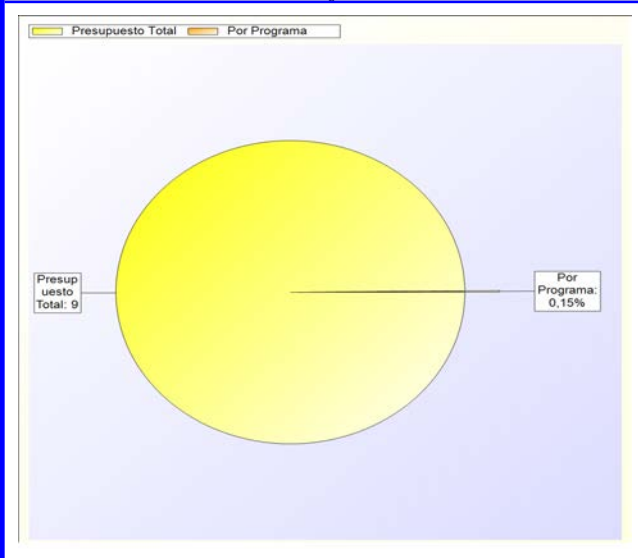 Presupuesto Total Por Programa
Presup
uesto
Total: 9
Por
Programa:
0,15%